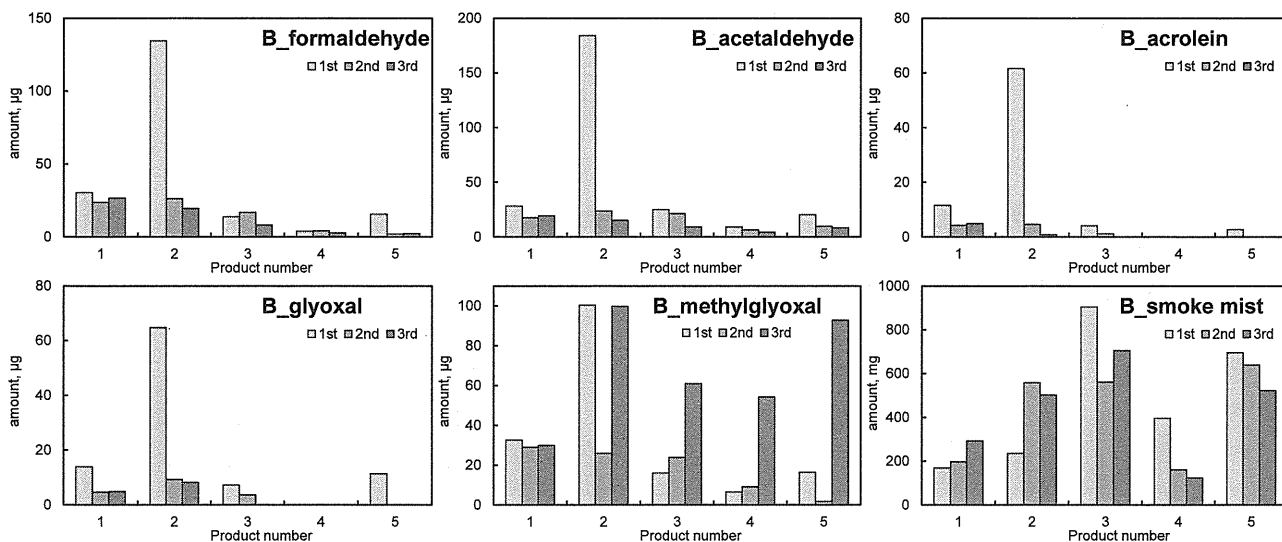 B_formaldehyde
1st 2nd 3rd
amount, µg
150
100
50
0
1 2 3 4 5
Product number
B_acetaldehyde
1st 2nd 3rd
amount, µg
200
150
100
50
0
1 2 3 4 5
Product number
B_acrolein
1st 2nd 3rd
amount, µg
80
60
40
20
0
1 2 3 4 5
Product number
B_glyoxal
1st 2nd 3rd
amount, µg
80
60
40
20
0
1 2 3 4 5
Product number
B_methylglyoxal
1st 2nd 3rd
amount, µg
100
80
60
40
20
0
1 2 3 4 5
Product number
B_smoke mist
1st 2nd 3rd
amount, mg
1000
800
600
400
200
0
1 2 3 4 5
Product number